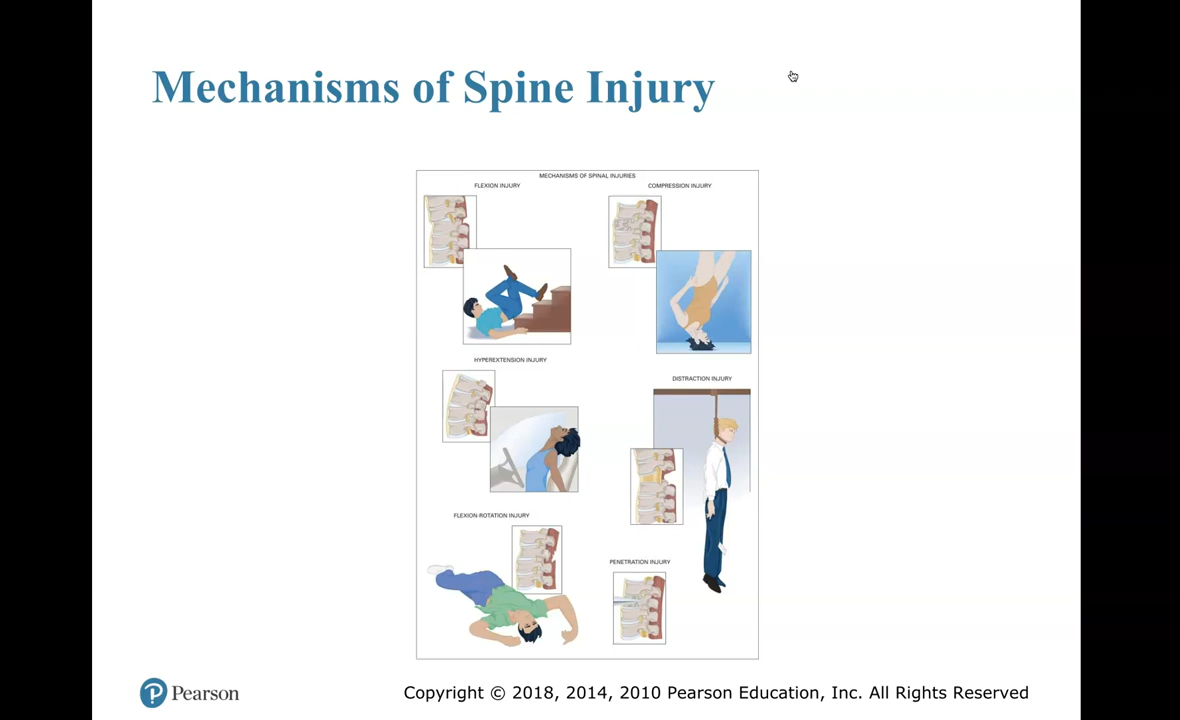 Mechanisms of Spine Injury
MECHANISMS OF SPINAL INJURIES
FLEXION INJURY
COMPRESSION INJURY
HYPEREXTENSION INJURY
DISTRACTION INJURY
FLEXION-ROTATION INJURY
PENETRATION INJURY
P Pearson
Copyright © 2018, 2014, 2010 Pearson Education, Inc. All Rights Reserved